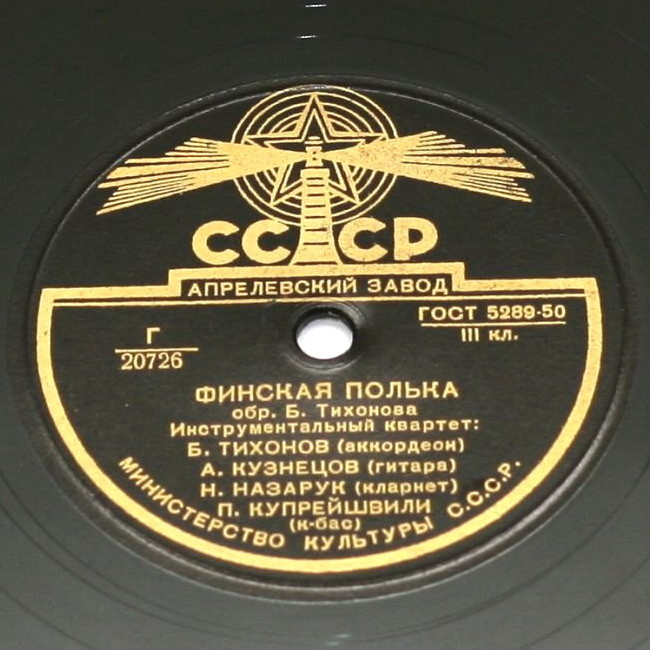 СССР
АПРЕЛЕВСКИЙ ЗАВОД
ГОСТ 5289-50
III кл.
Г
20726
ФИНСКАЯ ПОЛЬКА
обр. Б. Тихонова
Инструментальный квартет:
Б. ТИХОНОВ (аккордеон)
А. КУЗНЕЦОВ (гитара)
Н. НАЗАРУК (кларнет)
П. КУПРЕЙШВИЛИ
(к-бас)
МИНИСТЕРСТВО КУЛЬТУРЫ С.С.С.Р.